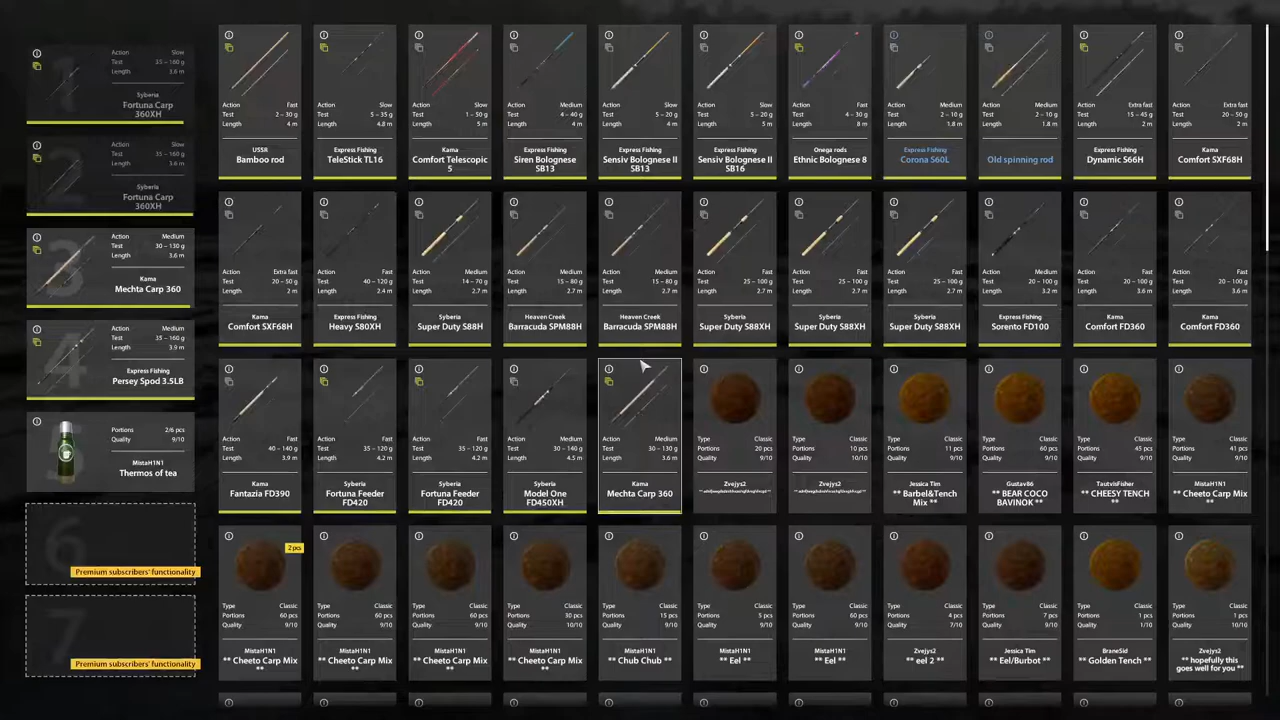 1
Action Slow
Test 35 – 160 g
Length 3.6 m
Syberia
Fortuna Carp
360XH
2
Action Slow
Test 35 – 160 g
Length 3.6 m
Syberia
Fortuna Carp
360XH
3
Action Medium
Test 30 – 130 g
Length 3.6 m
Kama
Mechta Carp 360
4
Action Medium
Test 35 – 160 g
Length 3.9 m
Express Fishing
Persey Spod 3.5LB
5
Portions 2/6 pcs
Quality 9/10
MistaH1N1
Thermos of tea
6
Premium subscribers' functionality
7
Premium subscribers' functionality
Action Fast
Test 2 – 30 g
Length 4 m
USSR
Bamboo rod
Action Slow
Test 5 – 35 g
Length 4.8 m
Express Fishing
TeleStick TL16
Action Slow
Test 1 – 50 g
Length 5 m
Kama
Comfort Telescopic
5
Action Medium
Test 4 – 40 g
Length 4 m
Express Fishing
Siren Bolognese
SB13
Action Medium
Test 5 – 20 g
Length 4 m
Express Fishing
Sensiv Bolognese II
SB13
Action Medium
Test 5 – 20 g
Length 5 m
Express Fishing
Sensiv Bolognese II
SB16
Action Fast
Test 4 – 30 g
Length 8 m
Omega rods
Ethnic Bolognese 8
Action Medium
Test 2 – 10 g
Length 1.8 m
Express Fishing
Corona S60L
Action Medium
Test 2 – 10 g
Length 1.8 m
Old spinning rod
Action Extra fast
Test 15 – 45 g
Length 2 m
Express Fishing
Dynamic S66H
Action Extra fast
Test 20 – 50 g
Length 2 m
Kama
Comfort SXF68H
Action Extra fast
Test 20 – 50 g
Length 2 m
Kama
Comfort SXF68H
Action Fast
Test 40 – 120 g
Length 2.4 m
Express Fishing
Heavy S80XH
Action Medium
Test 14 – 70 g
Length 2.7 m
Syberia
Super Duty S88H
Action Medium
Test 15 – 80 g
Length 2.7 m
Heaven Creek
Barracuda SPM88H
Action Medium
Test 15 – 80 g
Length 2.7 m
Heaven Creek
Barracuda SPM88H
Action Fast
Test 25 – 100 g
Length 2.7 m
Syberia
Super Duty S88XH
Action Fast
Test 25 – 100 g
Length 2.7 m
Syberia
Super Duty S88XH
Action Fast
Test 25 – 100 g
Length 2.7 m
Syberia
Super Duty S88XH
Action Medium
Test 20 – 100 g
Length 3.2 m
Express Fishing
Sorento FD100
Action Fast
Test 20 – 100 g
Length 3.6 m
Kama
Comfort FD360
Action Fast
Test 20 – 100 g
Length 3.6 m
Kama
Comfort FD360
Action Fast
Test 40 – 140 g
Length 3.9 m
Kama
Fantazia FD390
Action Fast
Test 35 – 120 g
Length 4.2 m
Syberia
Fortuna Feeder
FD420
Action Fast
Test 35 – 120 g
Length 4.2 m
Syberia
Fortuna Feeder
FD420
Action Medium
Test 30 – 140 g
Length 4.5 m
Syberia
Model One
FD450XH
Action Medium
Test 30 – 130 g
Length 3.6 m
Kama
Mechta Carp 360
Type Classic
Portions 20 pcs
Quality 9/10
Zvejys2
Type Classic
Portions 10 pcs
Quality 9/10
Zvejys2
Type Classic
Portions 11 pcs
Quality 9/10
Jessica Tim
** Barbel&Tench
Mix **
Type Classic
Portions 60 pcs
Quality 9/10
Gustav86
** BEAR COCO
BAVINOK **
Type Classic
Portions 45 pcs
Quality 9/10
TautvisFisher
** CHEESY TENCH
**
Type Classic
Portions 41 pcs
Quality 9/10
MistaH1N1
** Cheeto Carp Mix
**
2 pcs
Type Classic
Portions 60 pcs
Quality 9/10
MistaH1N1
** Cheeto Carp Mix
**
Type Classic
Portions 60 pcs
Quality 9/10
MistaH1N1
** Cheeto Carp Mix
**
Type Classic
Portions 60 pcs
Quality 9/10
MistaH1N1
** Cheeto Carp Mix
**
Type Classic
Portions 30 pcs
Quality 10/10
MistaH1N1
** Cheeto Carp Mix
**
Type Classic
Portions 15 pcs
Quality 9/10
MistaH1N1
** Chub Chub **
Type Classic
Portions 5 pcs
Quality 9/10
MistaH1N1
** Eel **
Type Classic
Portions 60 pcs
Quality 9/10
MistaH1N1
** Eel **
Type Classic
Portions 4 pcs
Quality 7/10
Zvejys2
** eel 2 **
Type Classic
Portions 7 pcs
Quality 9/10
Jessica Tim
** Eel/Burbot **
Type Classic
Portions 1 pcs
Quality 1/10
BraneSid
** Golden Tench **
Type Classic
Portions 1 pcs
Quality 10/10
Zvejys2
** hopefully this
goes well for you **